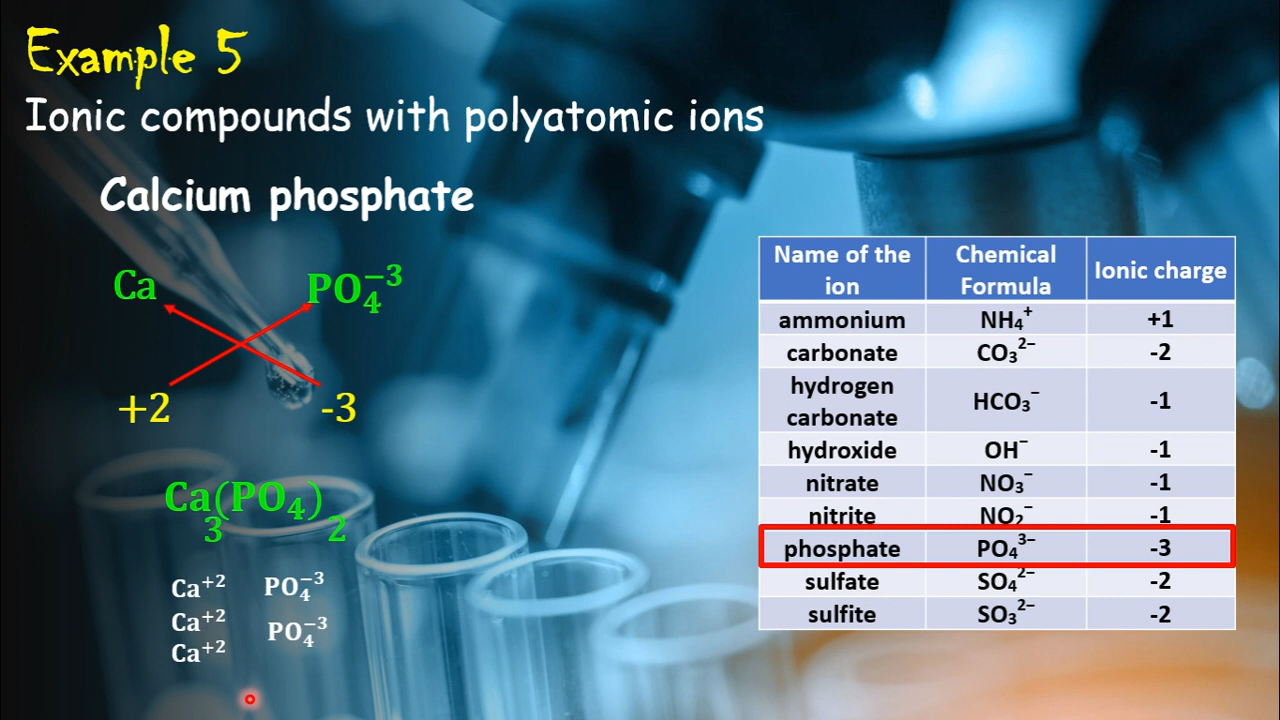 Example 5
Ionic compounds with polyatomic ions
Calcium phosphate
Ca PO₄⁻³
+2 -3
Ca₃(PO₄)₂
Ca⁺² PO₄⁻³
Ca⁺² PO₄⁻³
Ca⁺²
Name of the ion Chemical Formula Ionic charge
ammonium NH₄⁺ +1
carbonate CO₃²⁻ -2
hydrogen carbonate HCO₃⁻ -1
hydroxide OH⁻ -1
nitrate NO₃⁻ -1
nitrite NO₂⁻ -1
phosphate PO₄³⁻ -3
sulfate SO₄²⁻ -2
sulfite SO₃²⁻ -2